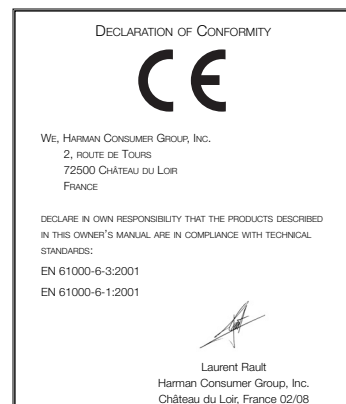 DECLARATION OF CONFORMITY
CE
WE, HARMAN CONSUMER GROUP, INC.
2, ROUTE DE TOURS
72500 CHÂTEAU DU LOIR
FRANCE
DECLARE IN OWN RESPONSIBILITY THAT THE PRODUCTS DESCRIBED
IN THIS OWNER'S MANUAL ARE IN COMPLIANCE WITH TECHNICAL
STANDARDS:
EN 61000-6-3:2001
EN 61000-6-1:2001
Laurent Rault
Harman Consumer Group, Inc.
Château du Loir, France 02/08